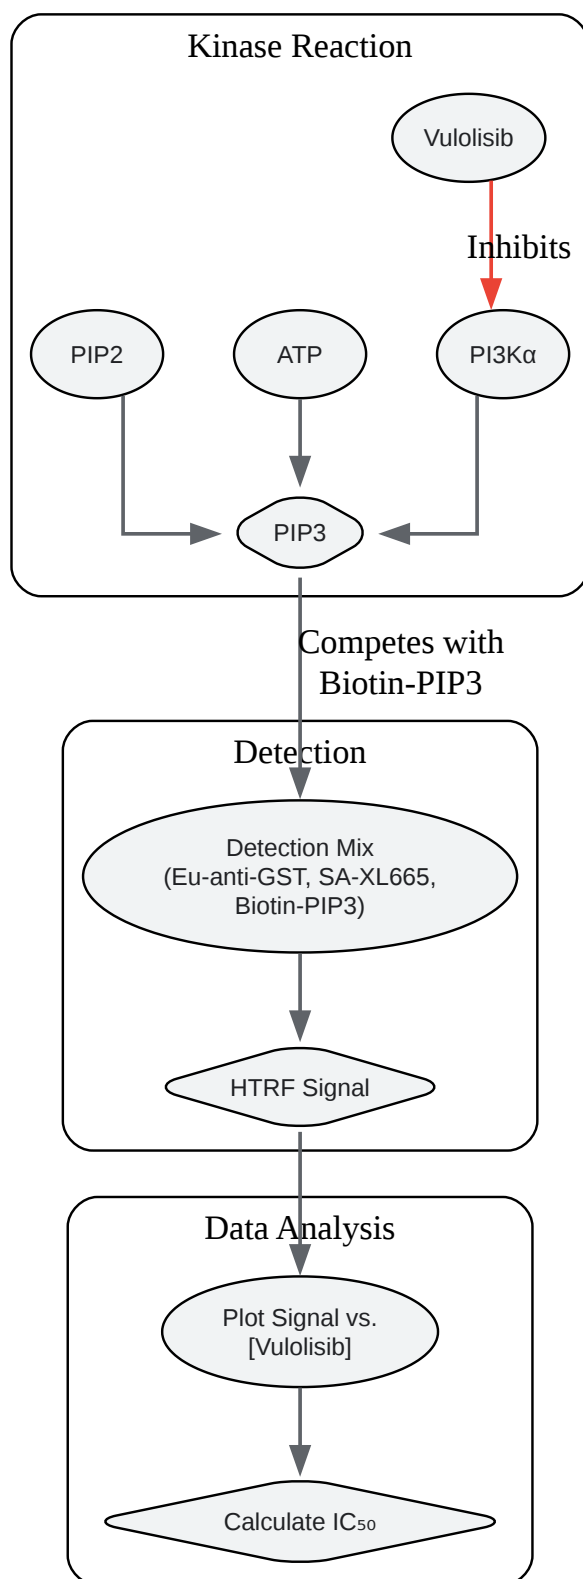 Kinase Reaction
Vulolisib
Inhibits
PIP2
ATP
PI3Kα
PIP3
Competes with
Biotin-PIP3
Detection
Detection Mix
(Eu-anti-GST, SA-XL665,
Biotin-PIP3)
HTRF Signal
Data Analysis
Plot Signal vs.
[Vulolisib]
Calculate IC₅₀